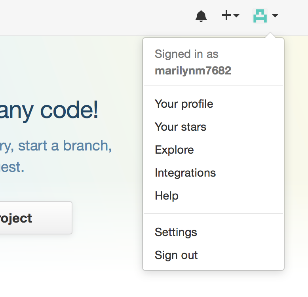 Signed in as
marilynm7682
Your profile
Your stars
Explore
Integrations
Help
Settings
Sign out
any code!
ry, start a branch,
est.
roject